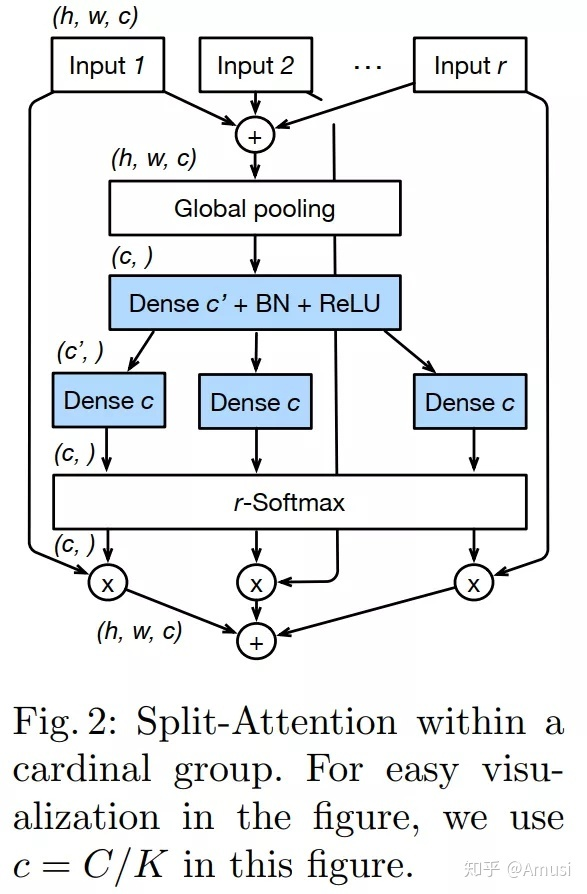 (h, w, c)
Input 1
Input 2
...
Input r
+
(h, w, c)
Global pooling
(c, )
Dense c’ + BN + ReLU
(c’, )
Dense c
Dense c
Dense c
(c, )
r-Softmax
(c, )
x
x
x
(h, w, c)
+
Fig. 2: Split-Attention within a
cardinal group. For easy visu-
alization in the figure, we use
c = C/K in this figure.
知乎 @Amusi